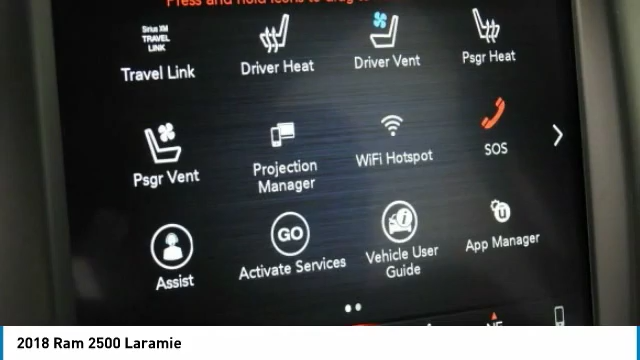 Press and hold icons to drag to
Sirius XM
TRAVEL
LINK
Travel Link
Driver Heat
Driver Vent
Psgr Heat
Psgr Vent
Projection
Manager
WiFi Hotspot
SOS
Assist
GO
Activate Services
Vehicle User
Guide
App Manager
2018 Ram 2500 Laramie